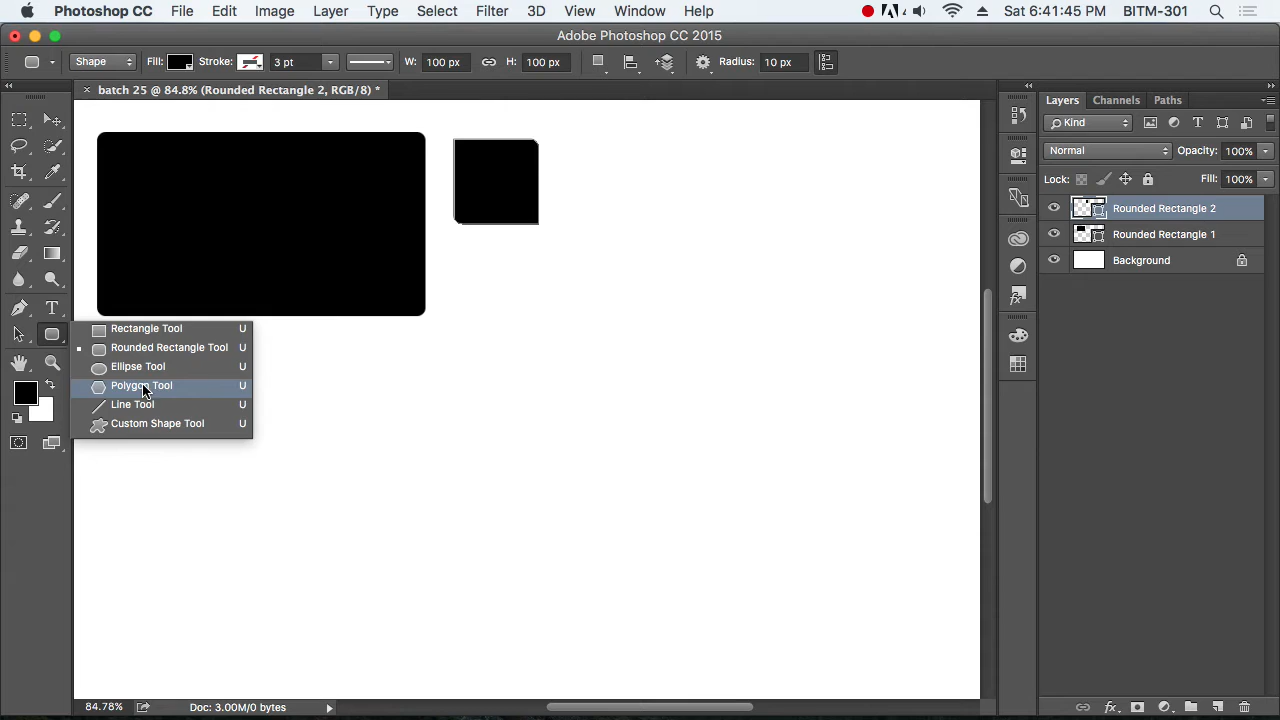 Photoshop CC File Edit Image Layer Type Select Filter 3D View Window Help 4 Sat 6:41:45 PM BITM-301
Adobe Photoshop CC 2015
Shape Fill: Stroke: 3 pt W: 100 px H: 100 px Radius: 10 px
× batch 25 @ 84.8% (Rounded Rectangle 2, RGB/8) *
Layers Channels Paths
Kind
Normal Opacity: 100%
Lock: Fill: 100%
Rounded Rectangle 2
Rounded Rectangle 1
Background
Rectangle Tool U
Rounded Rectangle Tool U
Ellipse Tool U
Polygon Tool U
Line Tool U
Custom Shape Tool U
84.78% Doc: 3.00M/0 bytes